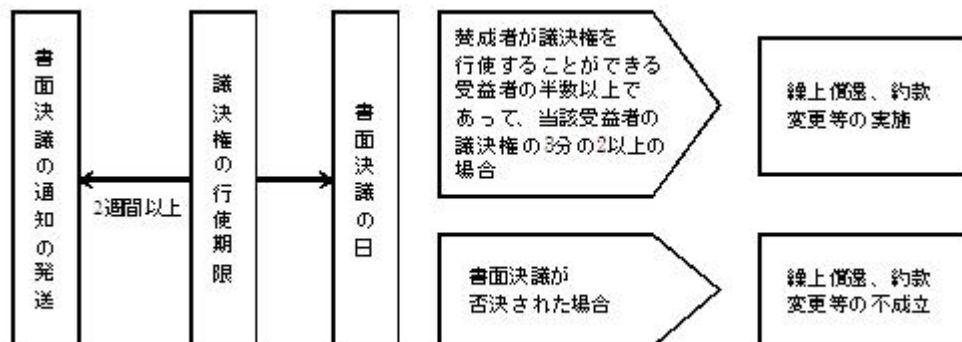 書面決議の通知の発送
2週間以上
議決権の行使期限
書面決議の日
賛成者が議決権を
行使することができる
受益者の半数以上で
あって、当該受益者の
議決権の3分の2以上の
場合
繰上償還、約款
変更等の実施
書面決議が
否決された場合
繰上償還、約款
変更等の不成立